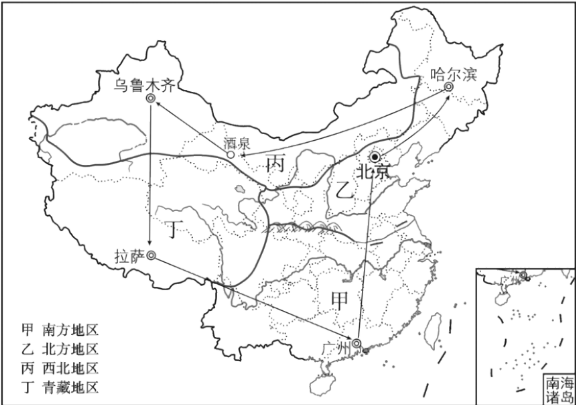 哈尔滨
乌鲁木齐
酒泉
丙
北京
乙
丁
拉萨
甲
广州
甲 南方地区
乙 北方地区
丙 西北地区
丁 青藏地区
南海
诸岛